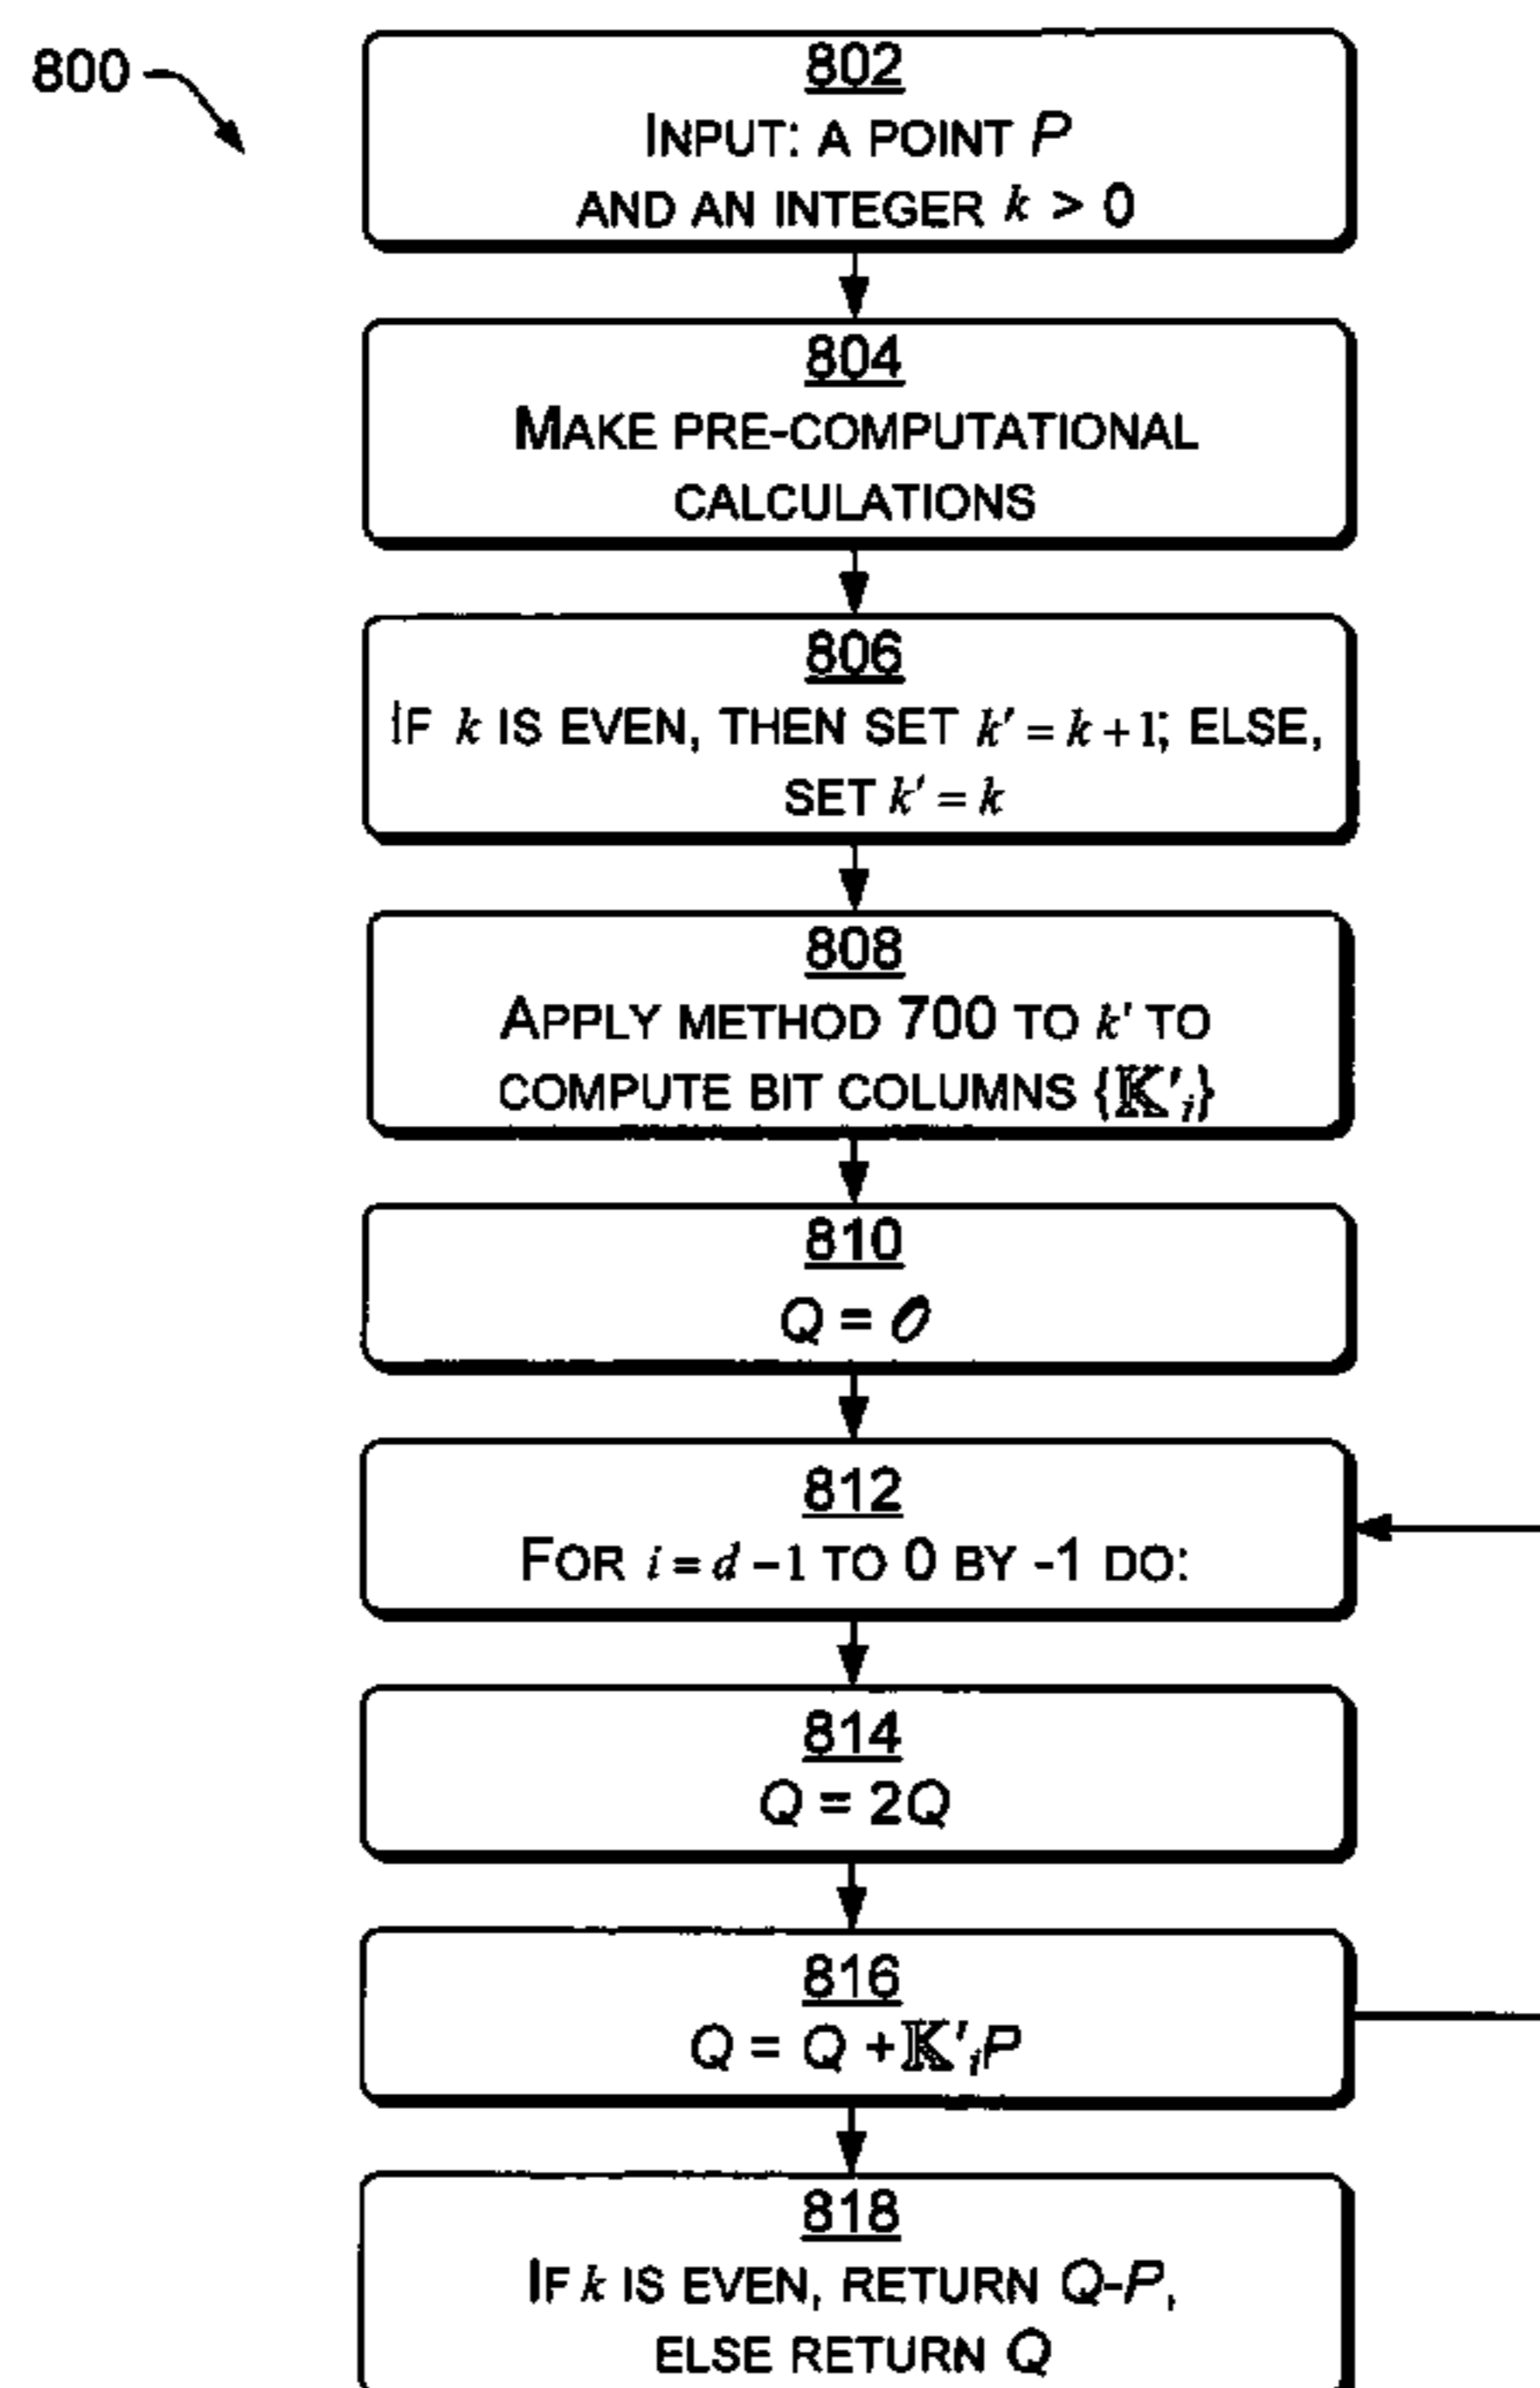 800
802
INPUT: A POINT P
AND AN INTEGER k > 0
804
MAKE PRE-COMPUTATIONAL
CALCULATIONS
806
IF k IS EVEN, THEN SET k' = k + 1; ELSE,
SET k' = k
808
APPLY METHOD 700 TO k' TO
COMPUTE BIT COLUMNS {𝕂'ᵢ}
810
Q = 𝒪
812
FOR i = d − 1 TO 0 BY -1 DO:
814
Q = 2Q
816
Q = Q + 𝕂'ᵢP
818
IF k IS EVEN, RETURN Q-P,
ELSE RETURN Q